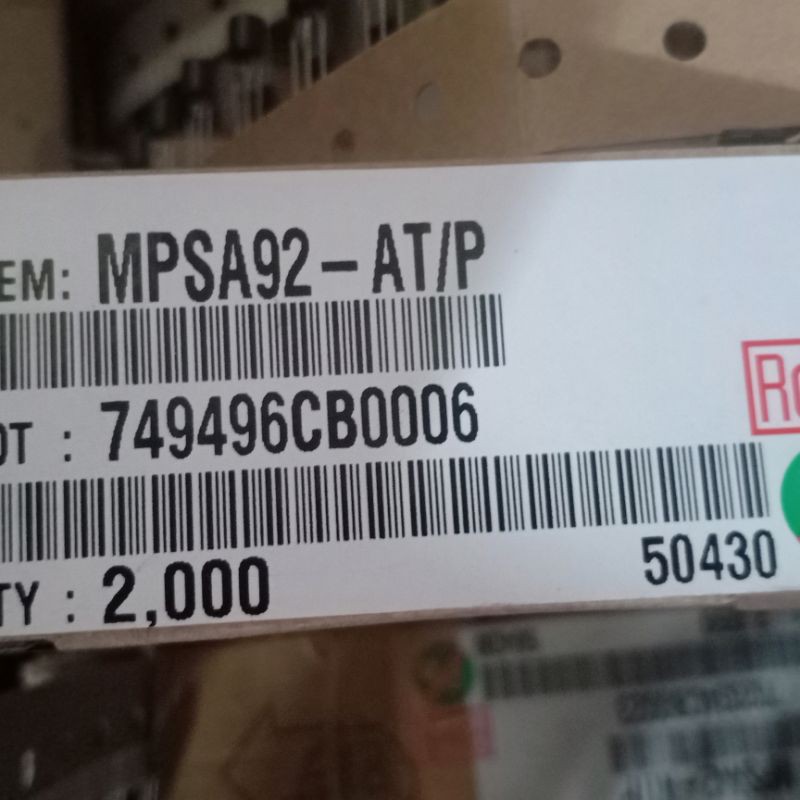 EM: MPSA92-AT/P
OT : 749496CB0006
TY : 2,000 50430